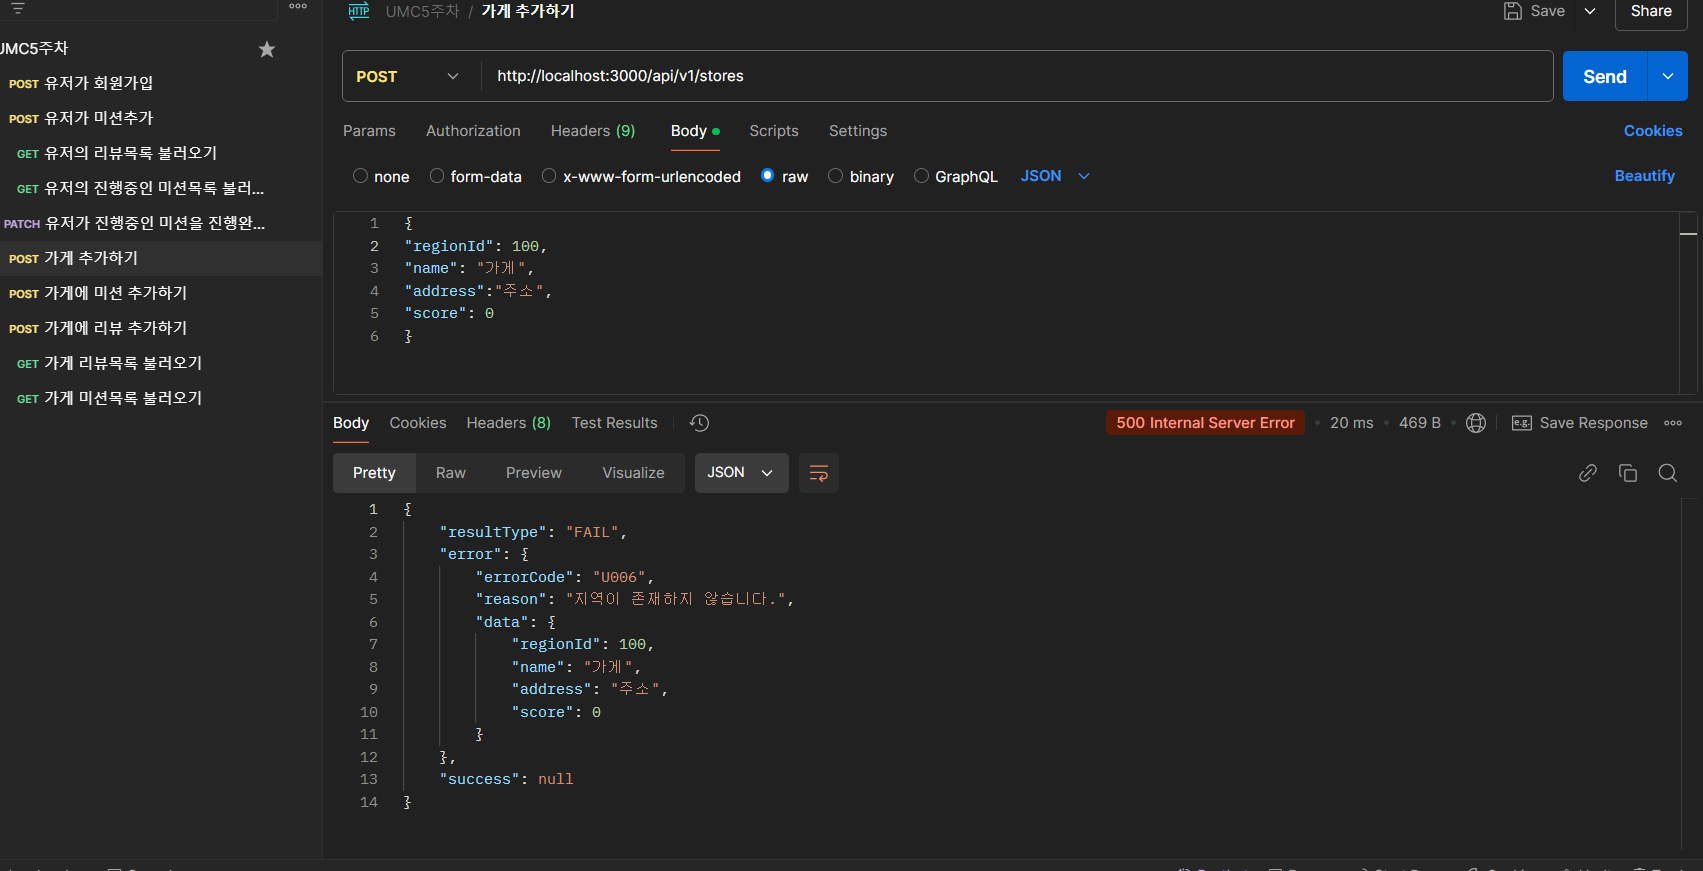 HTTP UMC5주차 / 가게 추가하기 Save Share
UMC5주차
POST 유저가 회원가입
POST 유저가 미션추가
GET 유저의 리뷰목록 불러오기
GET 유저의 진행중인 미션목록 불러...
PATCH 유저가 진행중인 미션을 진행완...
POST 가게 추가하기
POST 가게에 미션 추가하기
POST 가게에 리뷰 추가하기
GET 가게 리뷰목록 불러오기
GET 가게 미션목록 불러오기
POST http://localhost:3000/api/v1/stores Send
Params Authorization Headers (9) Body Scripts Settings Cookies
none form-data x-www-form-urlencoded raw binary GraphQL JSON Beautify
1 {
2 "regionId": 100,
3 "name": "가게",
4 "address":"주소",
5 "score": 0
6 }
Body Cookies Headers (8) Test Results 500 Internal Server Error 20 ms 469 B e.g. Save Response
Pretty Raw Preview Visualize JSON
1 {
2 "resultType": "FAIL",
3 "error": {
4 "errorCode": "U006",
5 "reason": "지역이 존재하지 않습니다.",
6 "data": {
7 "regionId": 100,
8 "name": "가게",
9 "address": "주소",
10 "score": 0
11 }
12 },
13 "success": null
14 }